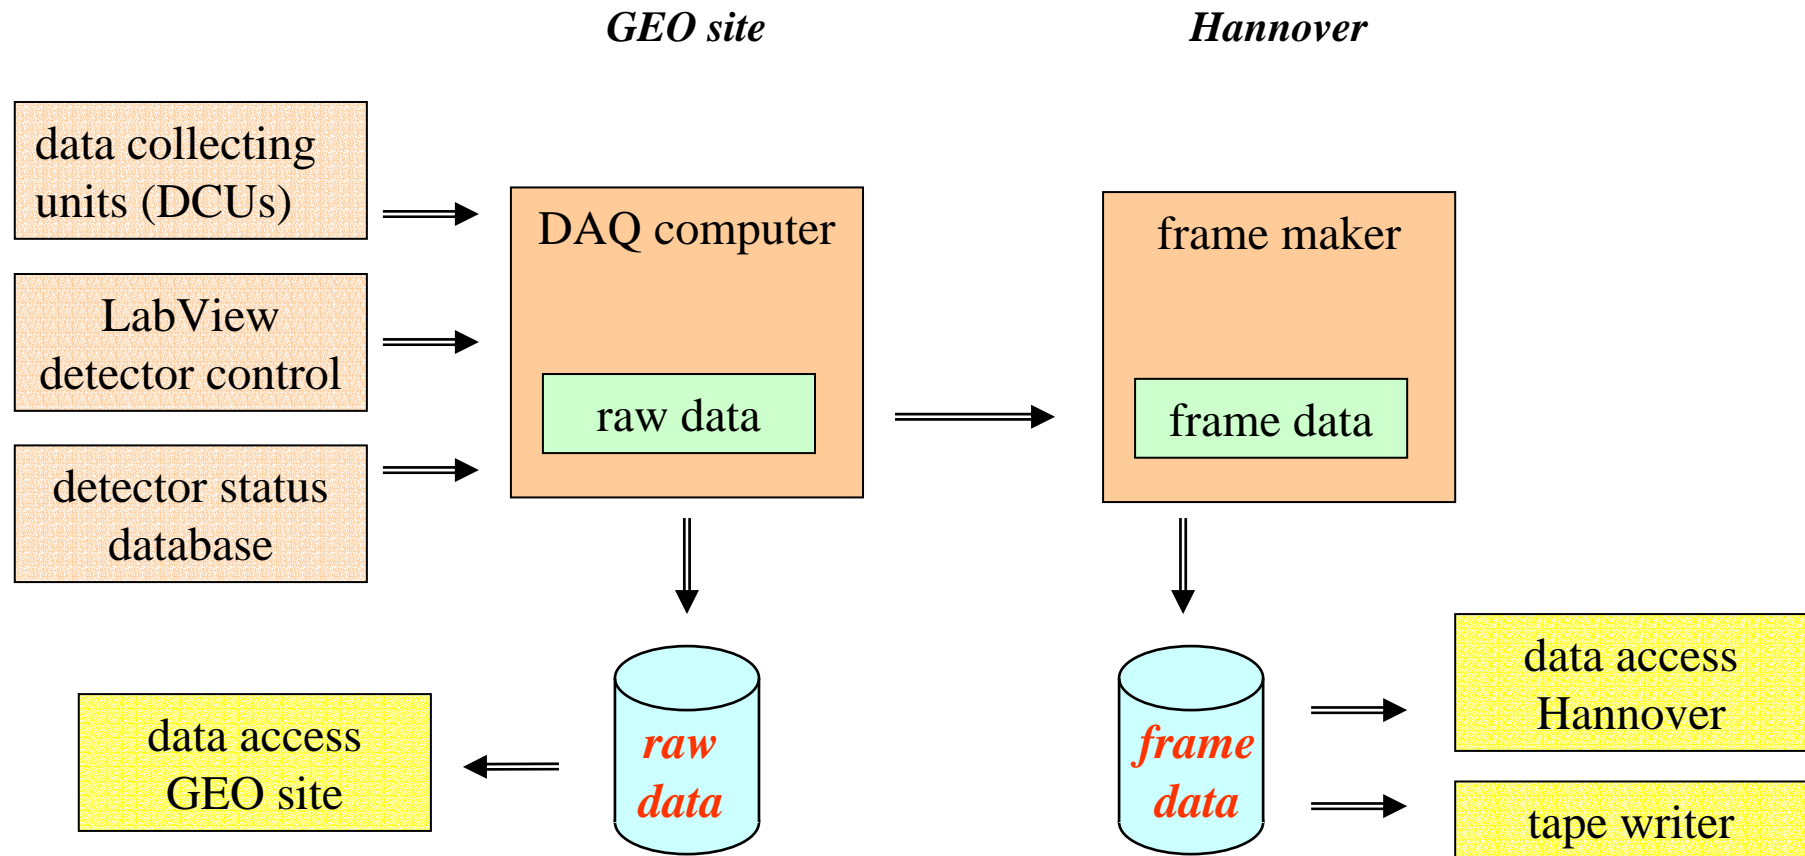 GEO site
Hannover
data collecting
units (DCUs)
LabView
detector control
detector status
database
DAQ computer
raw data
frame maker
frame data
data access
GEO site
raw
data
frame
data
data access
Hannover
tape writer